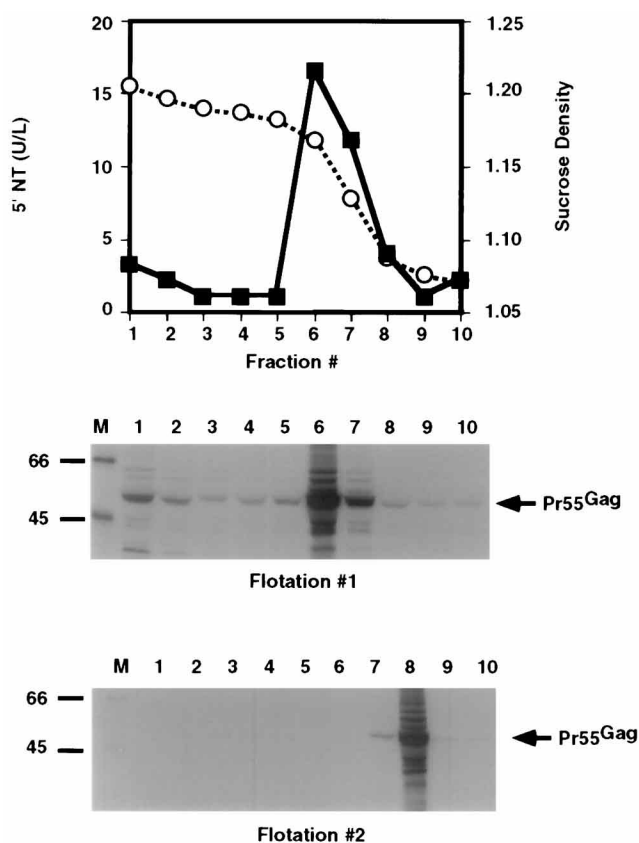 20 1.25
15 1.20
10 1.15
5 1.10
0 1.05
5' NT (U/L)
Sucrose Density
1 2 3 4 5 6 7 8 9 10
Fraction #
M 1 2 3 4 5 6 7 8 9 10
66
45
Pr55Gag
Flotation #1
M 1 2 3 4 5 6 7 8 9 10
66
45
Pr55Gag
Flotation #2